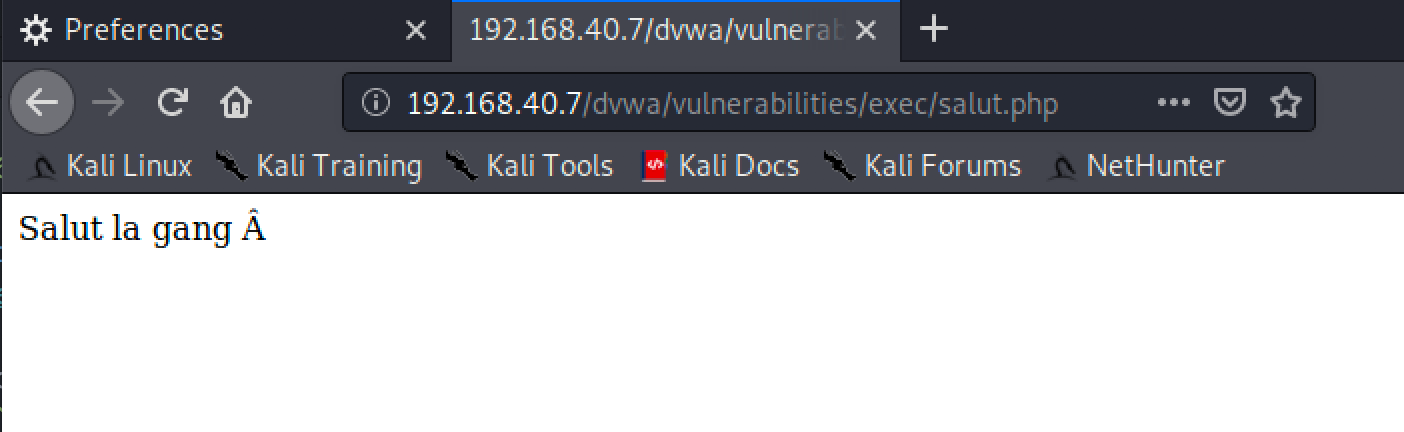 Preferences
192.168.40.7/dvwa/vulnerab
192.168.40.7/dvwa/vulnerabilities/exec/salut.php
Kali Linux Kali Training Kali Tools Kali Docs Kali Forums NetHunter
Salut la gang Â